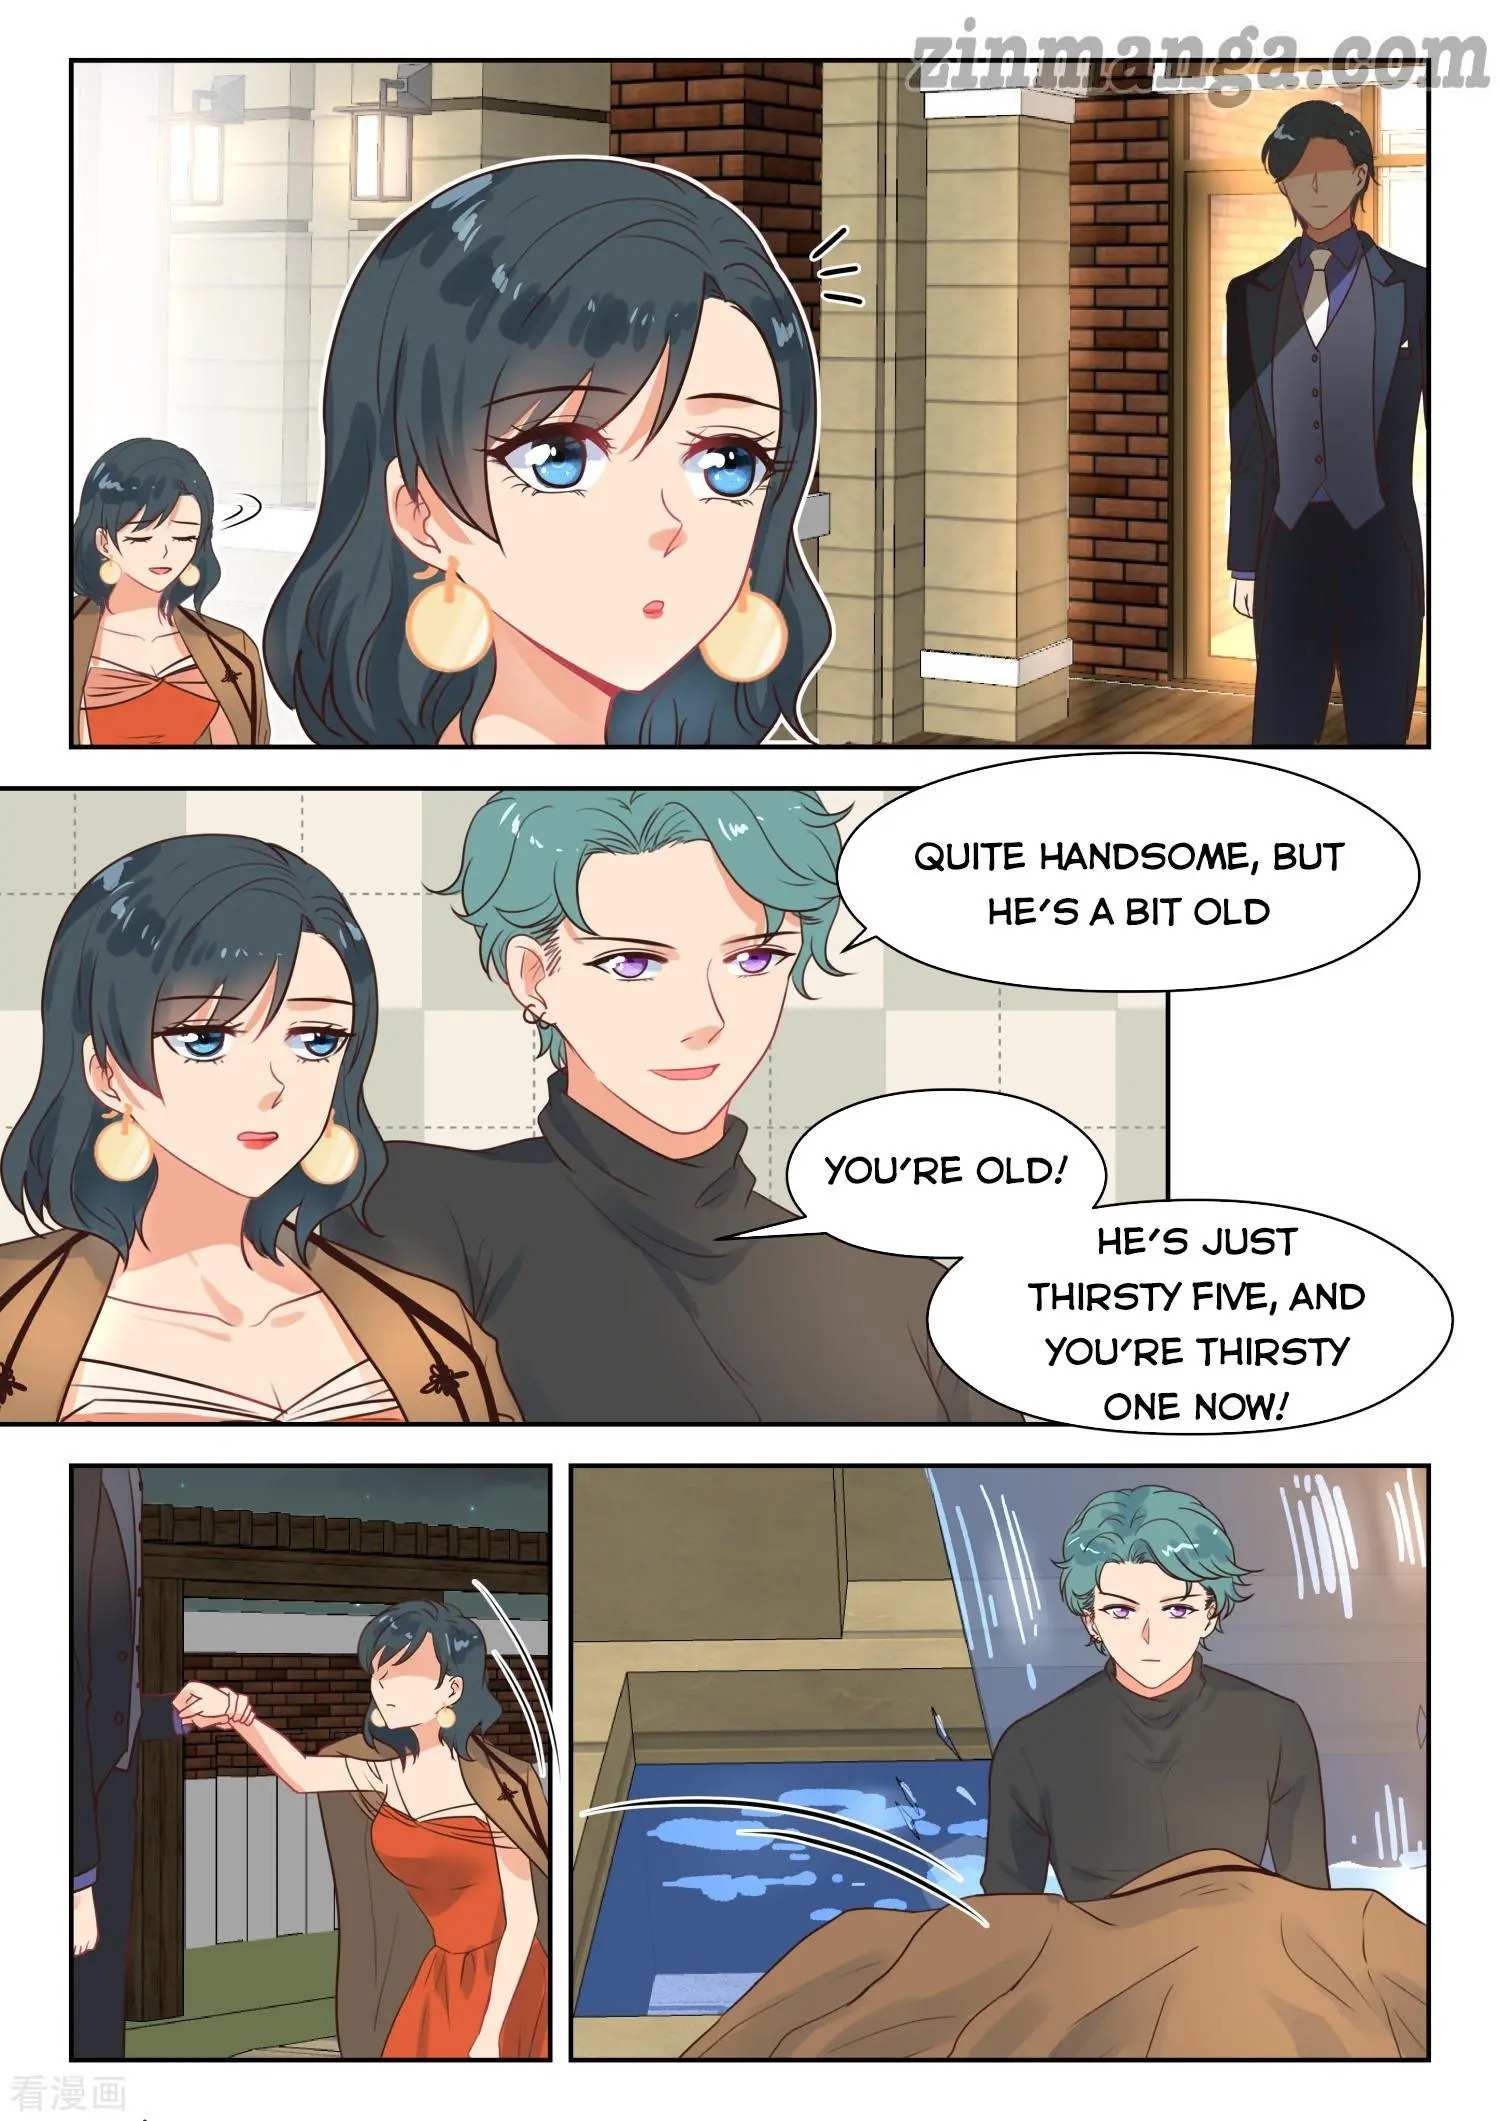 zinmanga.com
QUITE HANDSOME, BUT
HE'S A BIT OLD
YOU'RE OLD!
HE'S JUST
THIRSTY FIVE, AND
YOU'RE THIRSTY
ONE NOW!
看漫画